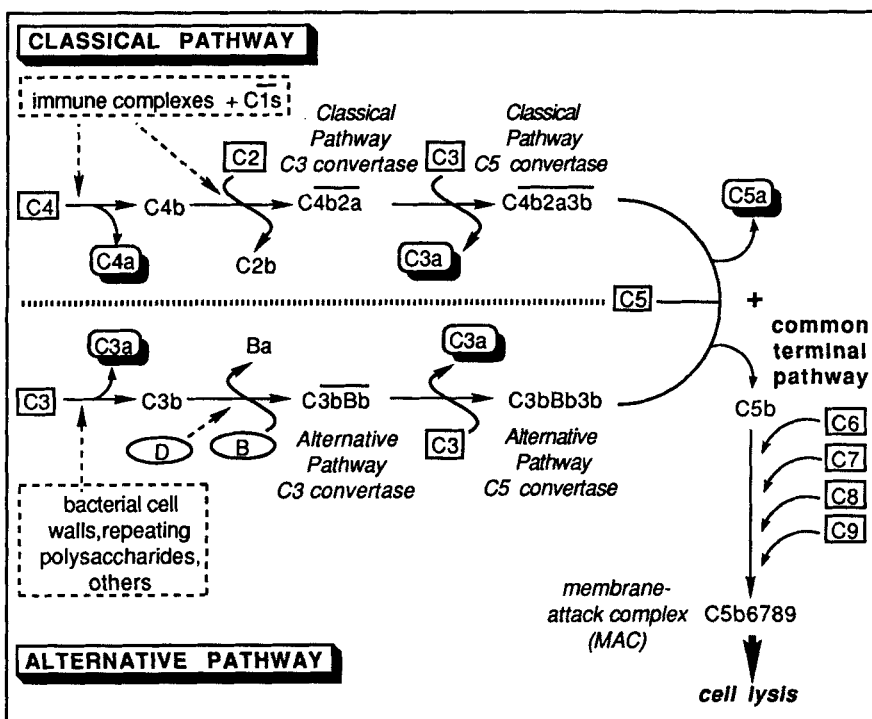 CLASSICAL PATHWAY
immune complexes + C1s
Classical
Pathway
C3 convertase
Classical
Pathway
C5 convertase
C2
C3
C4
C4b
C4b2a
C4b2a3b
C5a
C4a
C2b
C3a
C5
+
common
terminal
pathway
C3a
Ba
C3a
C3
C3b
C3bBb
C3bBb3b
C5b
D
B
C3
Alternative
Pathway
C3 convertase
Alternative
Pathway
C5 convertase
C6
C7
C8
C9
bacterial cell
walls,repeating
polysaccharides,
others
membrane-
attack complex
(MAC)
C5b6789
ALTERNATIVE PATHWAY
cell lysis